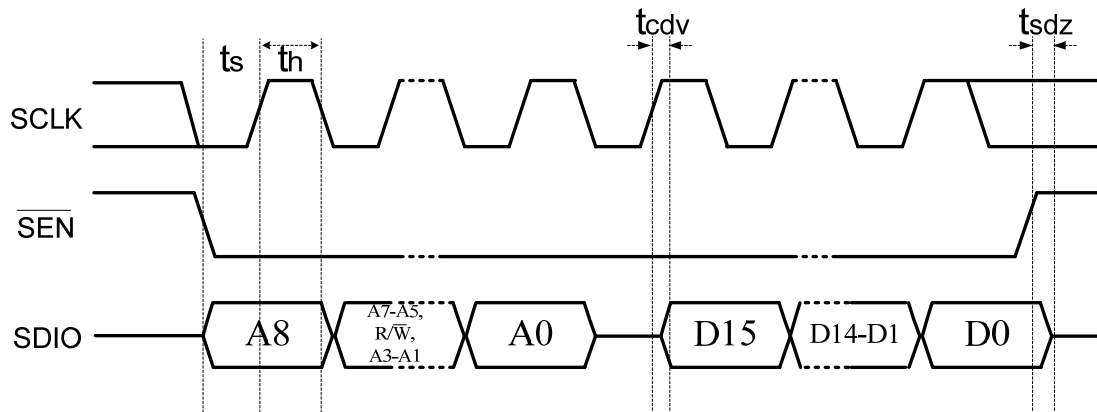 ts
th
tcdv
tsdz
SCLK
SEN
SDIO
A8
A7-A5,
R/W,
A3-A1
A0
D15
D14-D1
D0